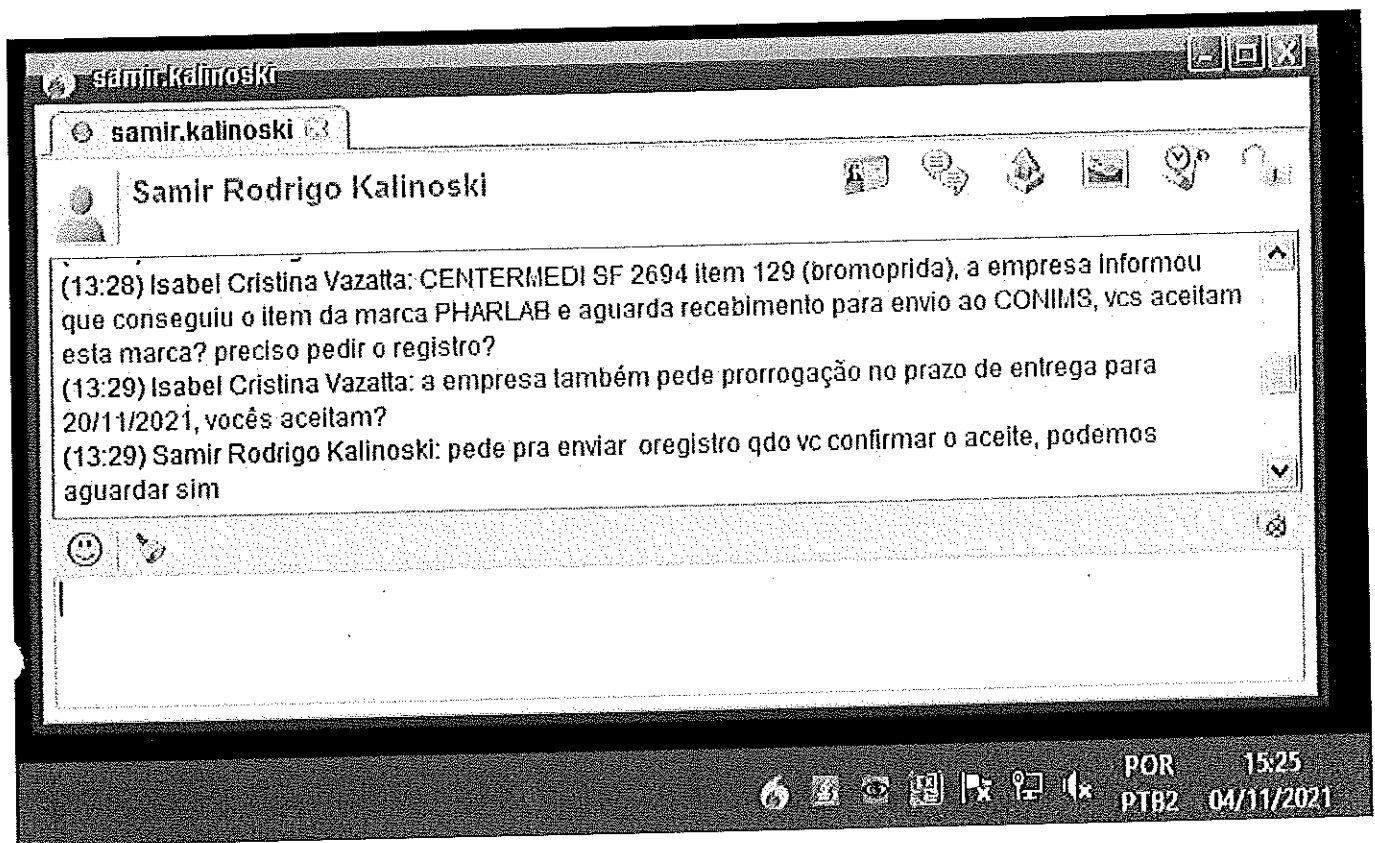 samir.kalinoski
samir.kalinoski
Samir Rodrigo Kalinoski
(13:28) Isabel Cristina Vazatta: CENTERMEDI SF 2694 item 129 (bromoprida), a empresa informou
que conseguiu o item da marca PHARLAB e aguarda recebimento para envio ao CONIMS, vcs aceitam
esta marca? preciso pedir o registro?
(13:29) Isabel Cristina Vazatta: a empresa também pede prorrogação no prazo de entrega para
20/11/2021, vocês aceitam?
(13:29) Samir Rodrigo Kalinoski: pede pra enviar oregistro qdo vc confirmar o aceite, podemos
aguardar sim
POR 15:25
PTB2 04/11/2021